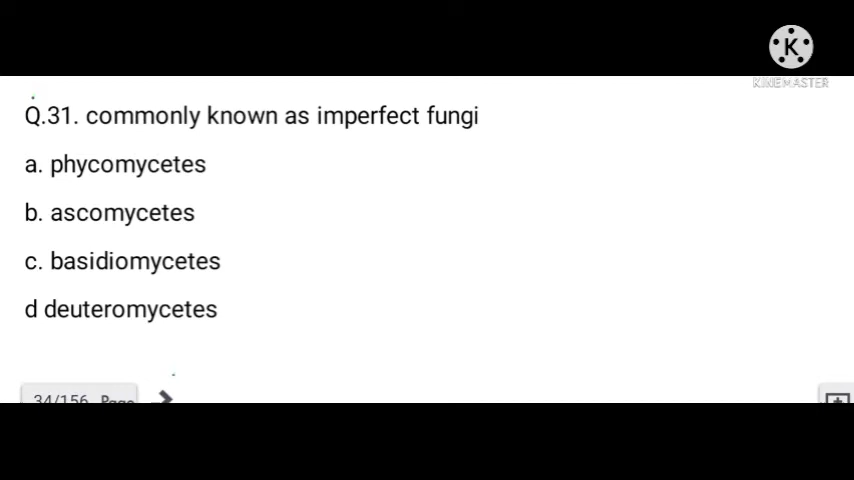 K
KINEMASTER
Q.31. commonly known as imperfect fungi
a. phycomycetes
b. ascomycetes
c. basidiomycetes
d deuteromycetes
34/156 Page